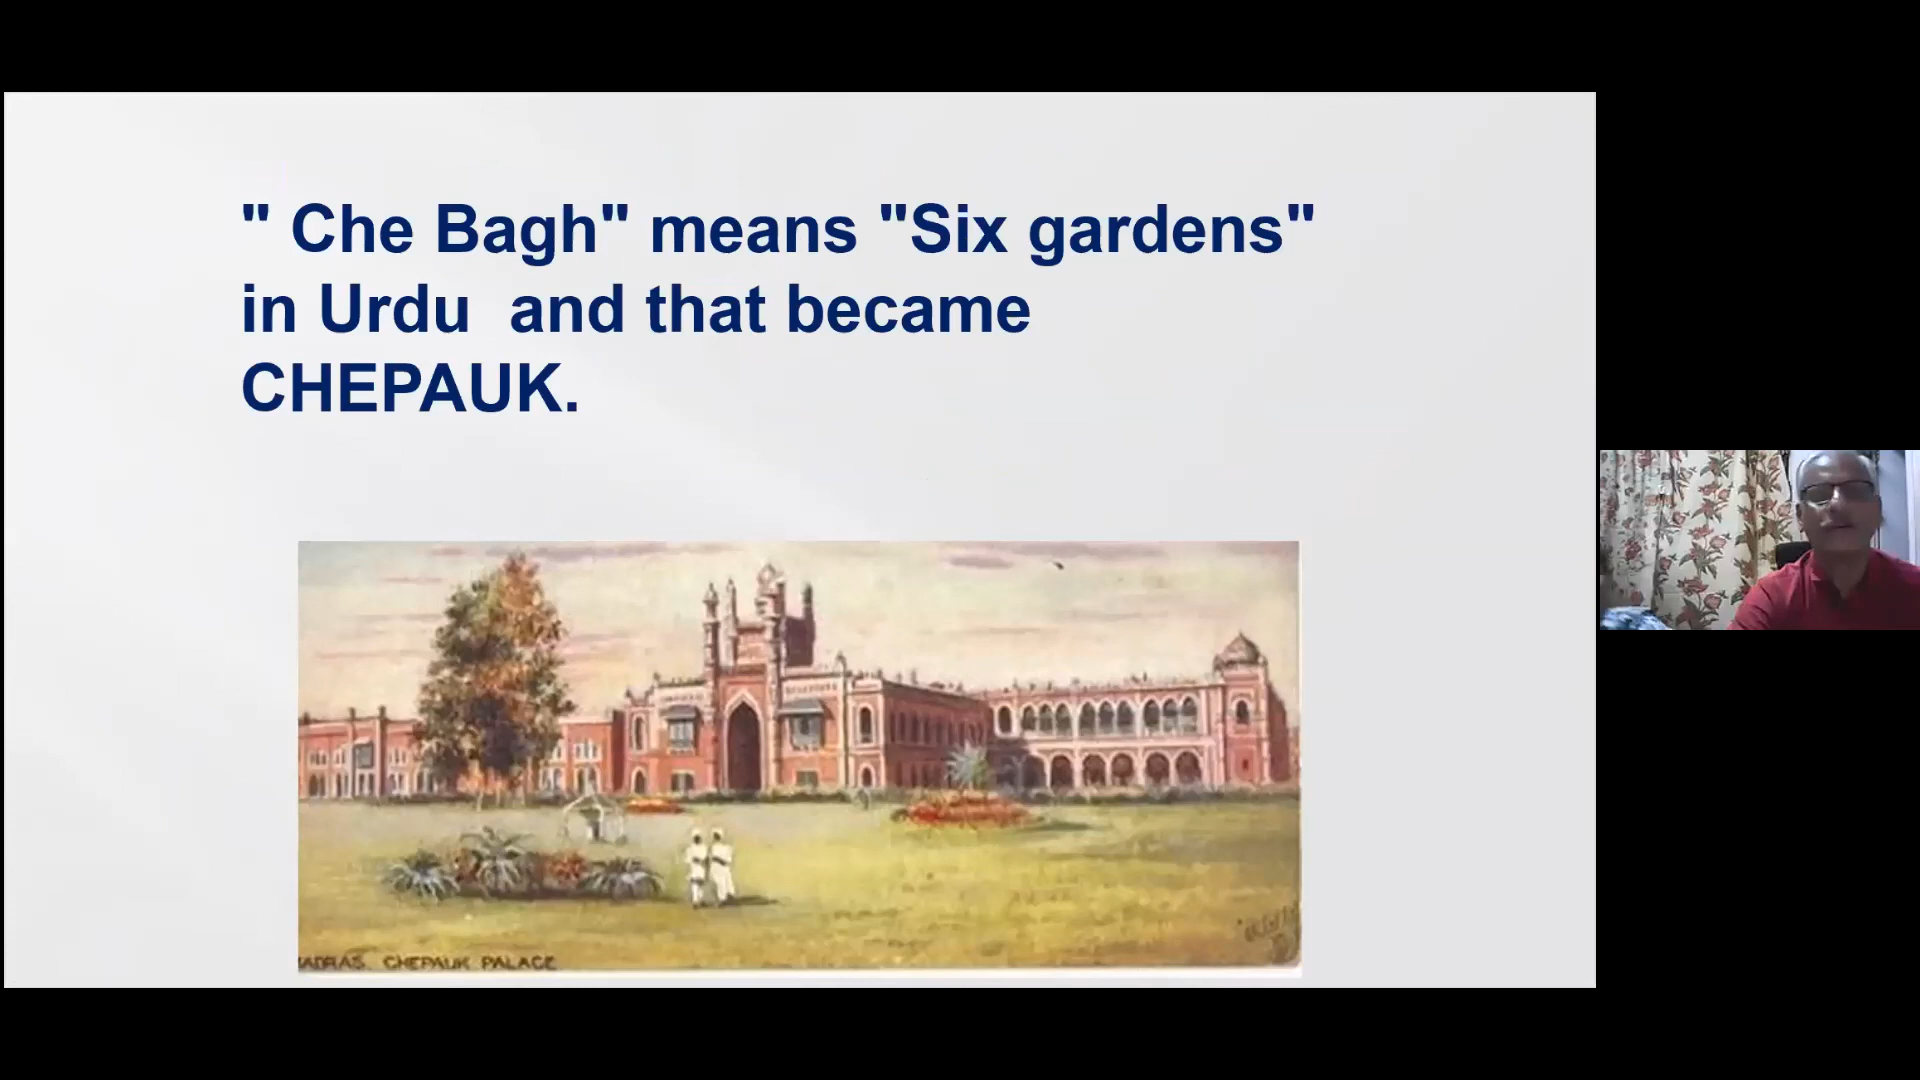 " Che Bagh" means "Six gardens"
in Urdu  and that became
CHEPAUK.
MADRAS. CHEPAUK PALACE